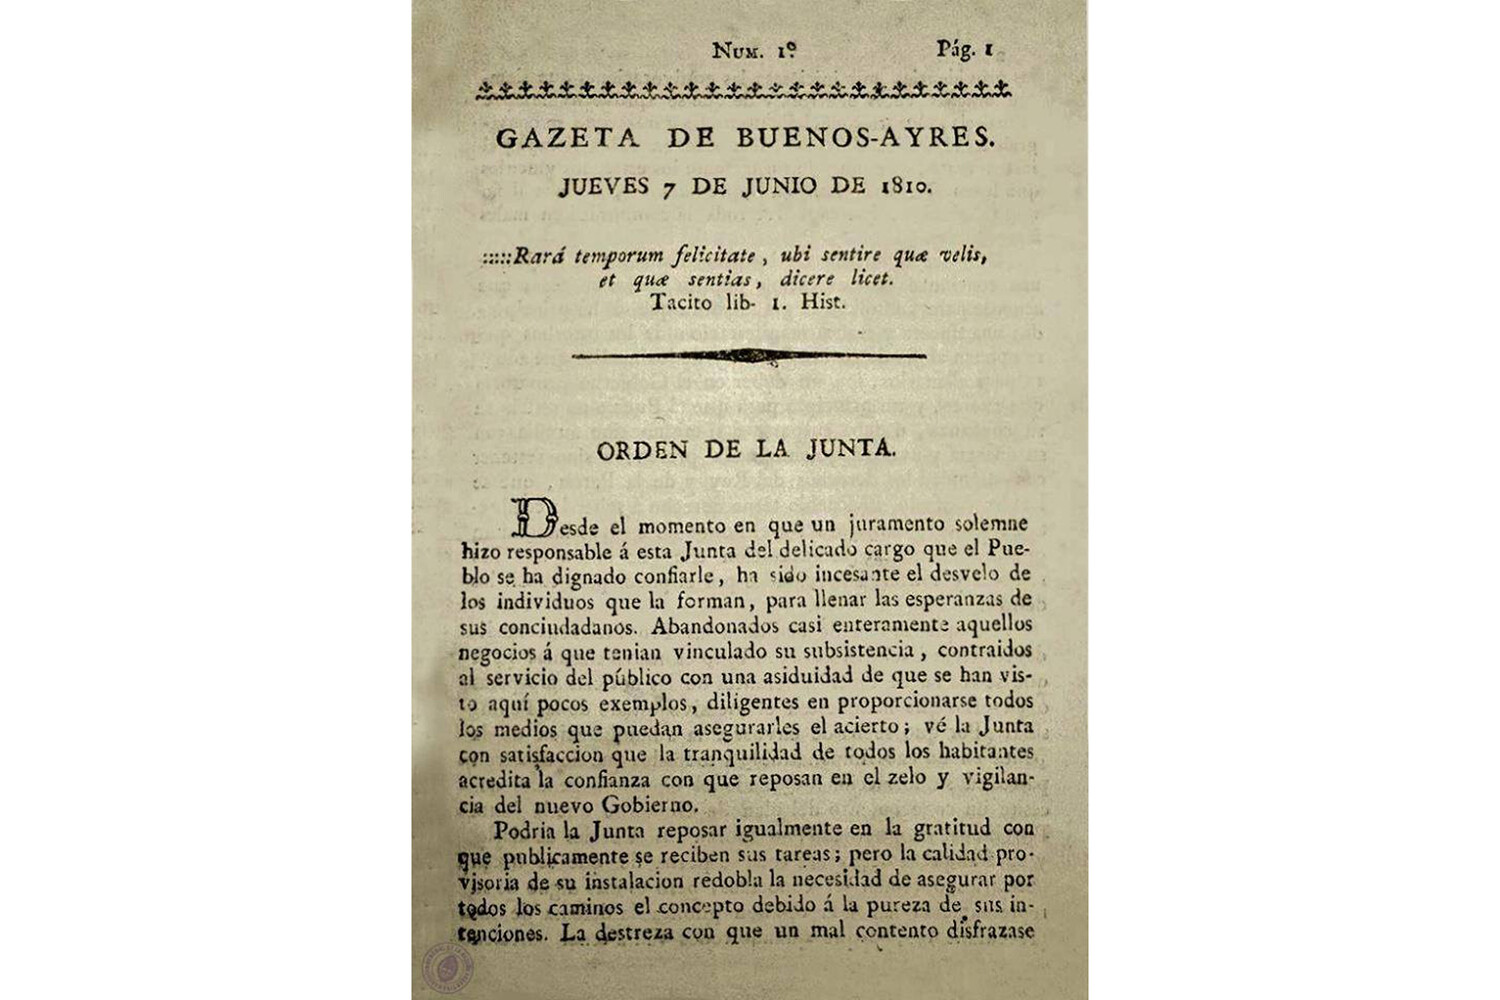 Num. 1º Pág. 1
GAZETA DE BUENOS-AYRES.
JUEVES 7 DE JUNIO DE 1810.
:::::Rará temporum felicitate, ubi sentire quæ velis,
et quæ sentias, dicere licet.
Tacito lib- 1. Hist.
ORDEN DE LA JUNTA.
Desde el momento en que un juramento solemne
hizo responsable á esta Junta del delicado cargo que el Pue-
blo se ha dignado confiarle, ha sido incesante el desvelo de
los individuos que la forman, para llenar las esperanzas de
sus conciudadanos. Abandonados casi enteramente aquellos
negocios á que tenian vinculado su subsistencia, contraidos
al servicio del público con una asiduidad de que se han vis-
to aquí pocos exemplos, diligentes en proporcionarse todos
los medios que puedan asegurarles el acierto; vé la Junta
con satisfaccion que la tranquilidad de todos los habitantes
acredita la confianza con que reposan en el zelo y vigilan-
cia del nuevo Gobierno.
Podria la Junta reposar igualmente en la gratitud con
que publicamente se reciben sus tareas; pero la calidad pro-
visoria de su instalacion redobla la necesidad de asegurar por
todos los caminos el concepto debido á la pureza de sus in-
tenciones. La destreza con que un mal contento disfrazase